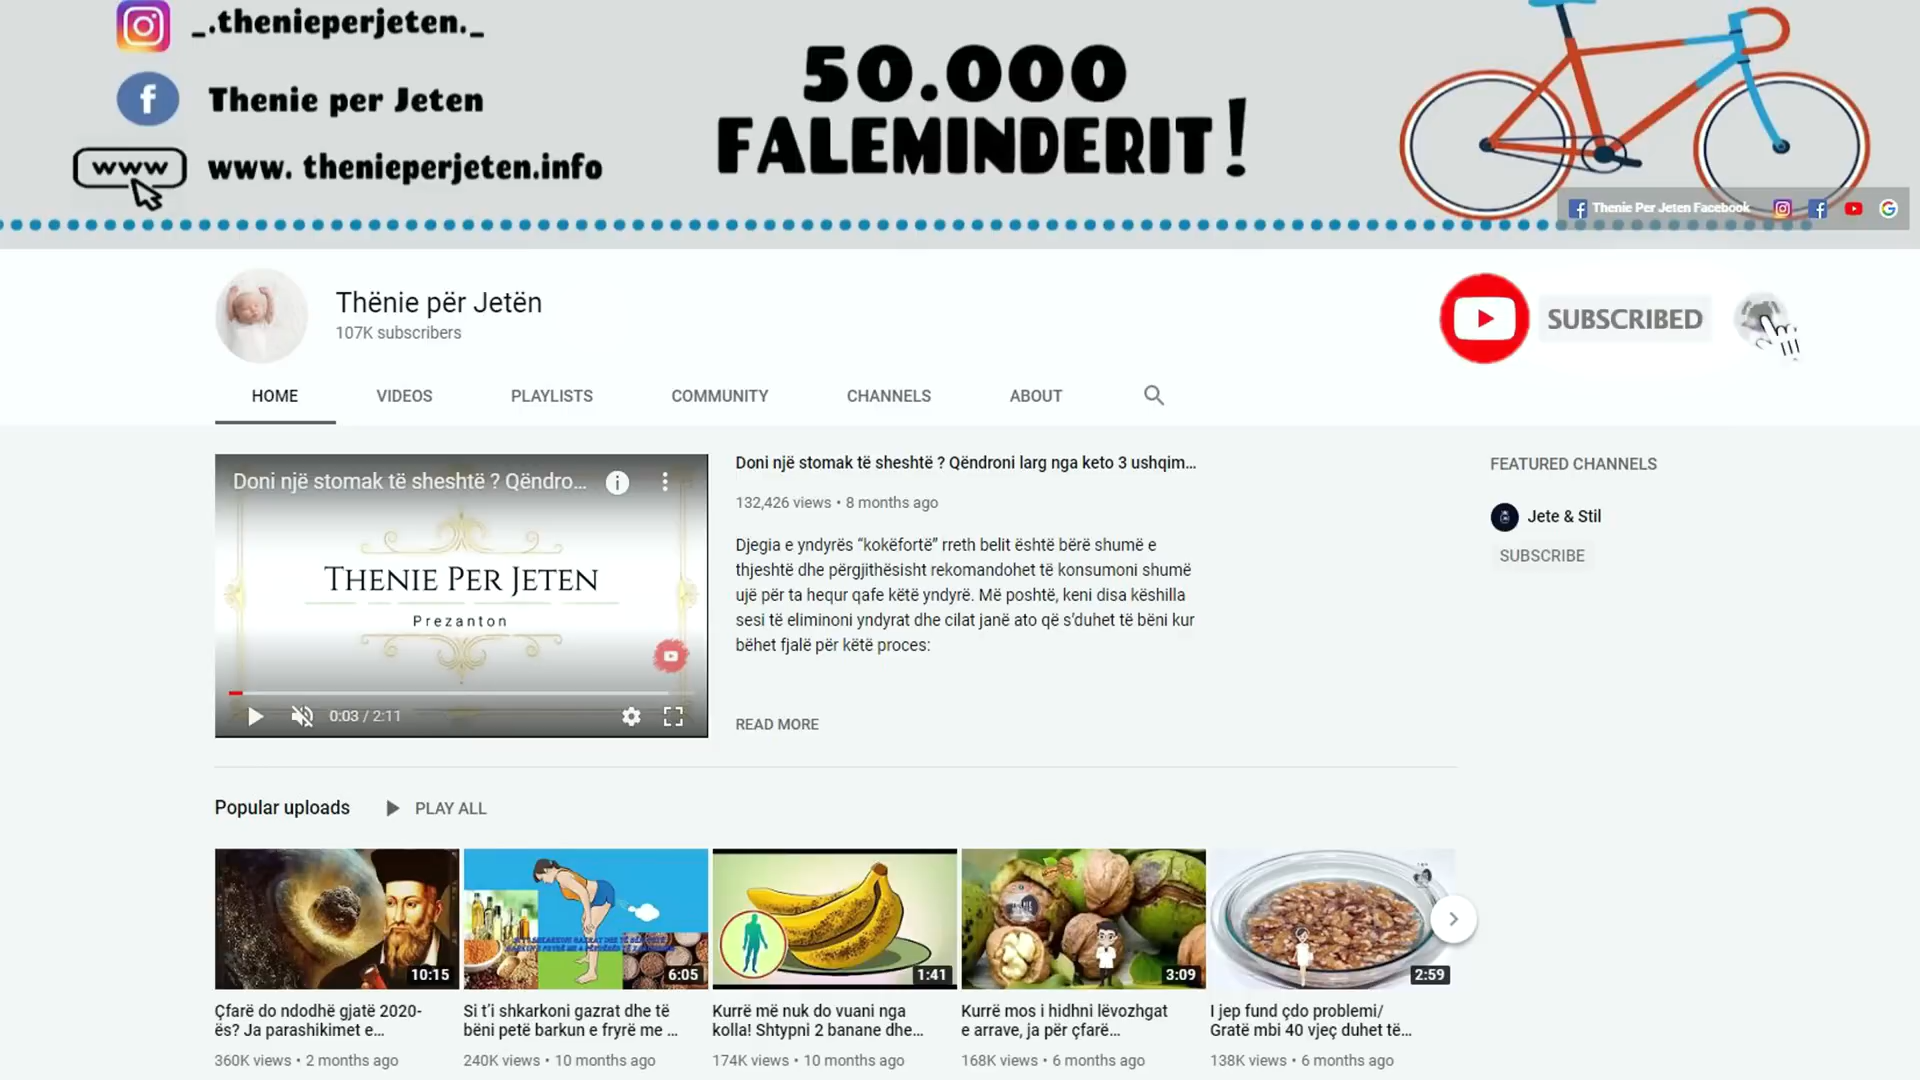 _.thenieperjeten._
Thenie per Jeten
www
www. thenieperjeten.info
50.000
FALEMINDERIT!
Thenie Per Jeten Facebook
Thënie për Jetën
107K subscribers
SUBSCRIBED
HOME
VIDEOS
PLAYLISTS
COMMUNITY
CHANNELS
ABOUT
Doni një stomak të sheshtë ? Qëndro...
THENIE PER JETEN
Prezanton
0:03 / 2:11
Doni një stomak të sheshtë ? Qëndroni larg nga keto 3 ushqim...
132,426 views • 8 months ago
Djegia e yndyrës “kokëfortë” rreth belit është bërë shumë e
thjeshtë dhe përgjithësisht rekomandohet të konsumoni shumë
ujë për ta hequr qafe këtë yndyrë. Më poshtë, keni disa këshilla
sesi të eliminoni yndyrat dhe cilat janë ato që s’duhet të bëni kur
bëhet fjalë për këtë proces:
READ MORE
FEATURED CHANNELS
Jete & Stil
SUBSCRIBE
Popular uploads
PLAY ALL
10:15
6:05
1:41
3:09
2:59
Çfarë do ndodhë gjatë 2020-
ës? Ja parashikimet e...
360K views • 2 months ago
Si t’i shkarkoni gazrat dhe të
bëni petë barkun e fryrë me ...
240K views • 10 months ago
Kurrë më nuk do vuani nga
kolla! Shtypni 2 banane dhe...
174K views • 10 months ago
Kurrë mos i hidhni lëvozhgat
e arrave, ja për çfarë...
168K views • 6 months ago
I jep fund çdo problemi/
Gratë mbi 40 vjeç duhet të...
138K views • 6 months ago